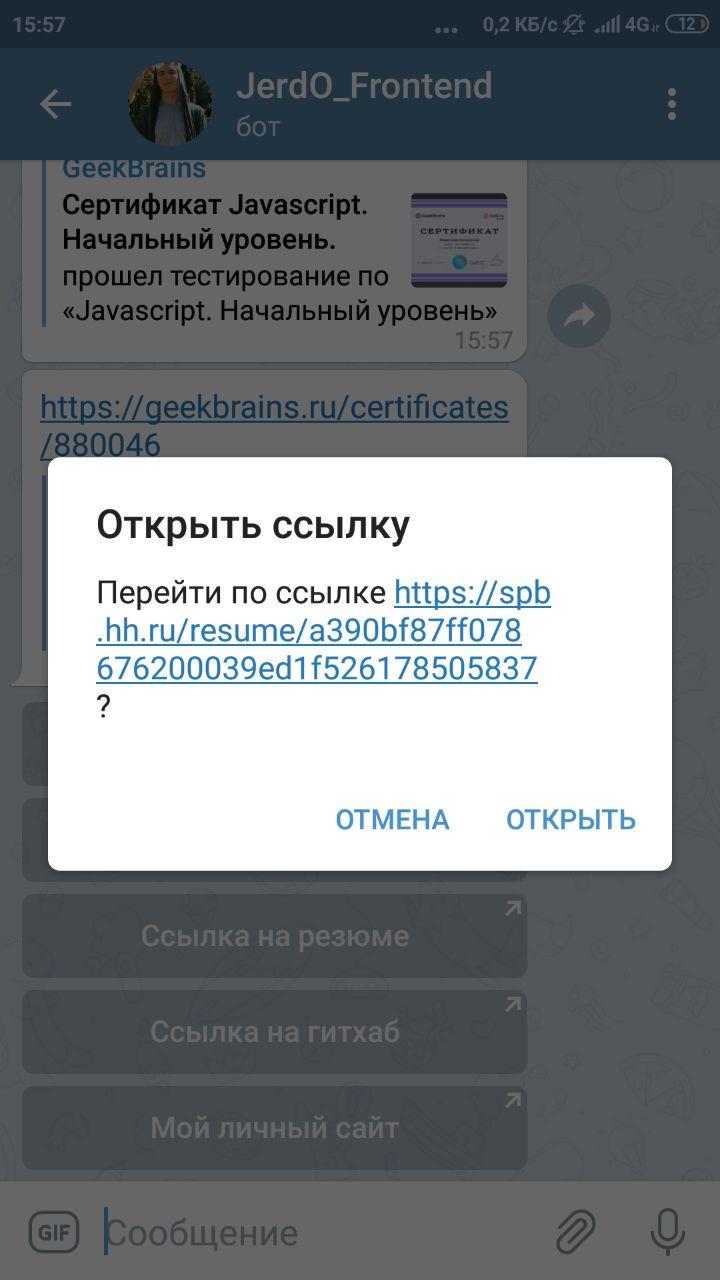 15:57
... 0,2 КБ/с 4G 12
JerdO_Frontend
бот
GeekBrains
Сертификат Javascript.
Начальный уровень.
прошел тестирование по
«Javascript. Начальный уровень»
СЕРТИФИКАТ
15:57
https://geekbrains.ru/certificates
/880046
Открыть ссылку
Перейти по ссылке https://spb
.hh.ru/resume/a390bf87ff078
676200039ed1f526178505837
?
ОТМЕНА ОТКРЫТЬ
Ссылка на резюме
Ссылка на гитхаб
Мой личный сайт
GIF Сообщение